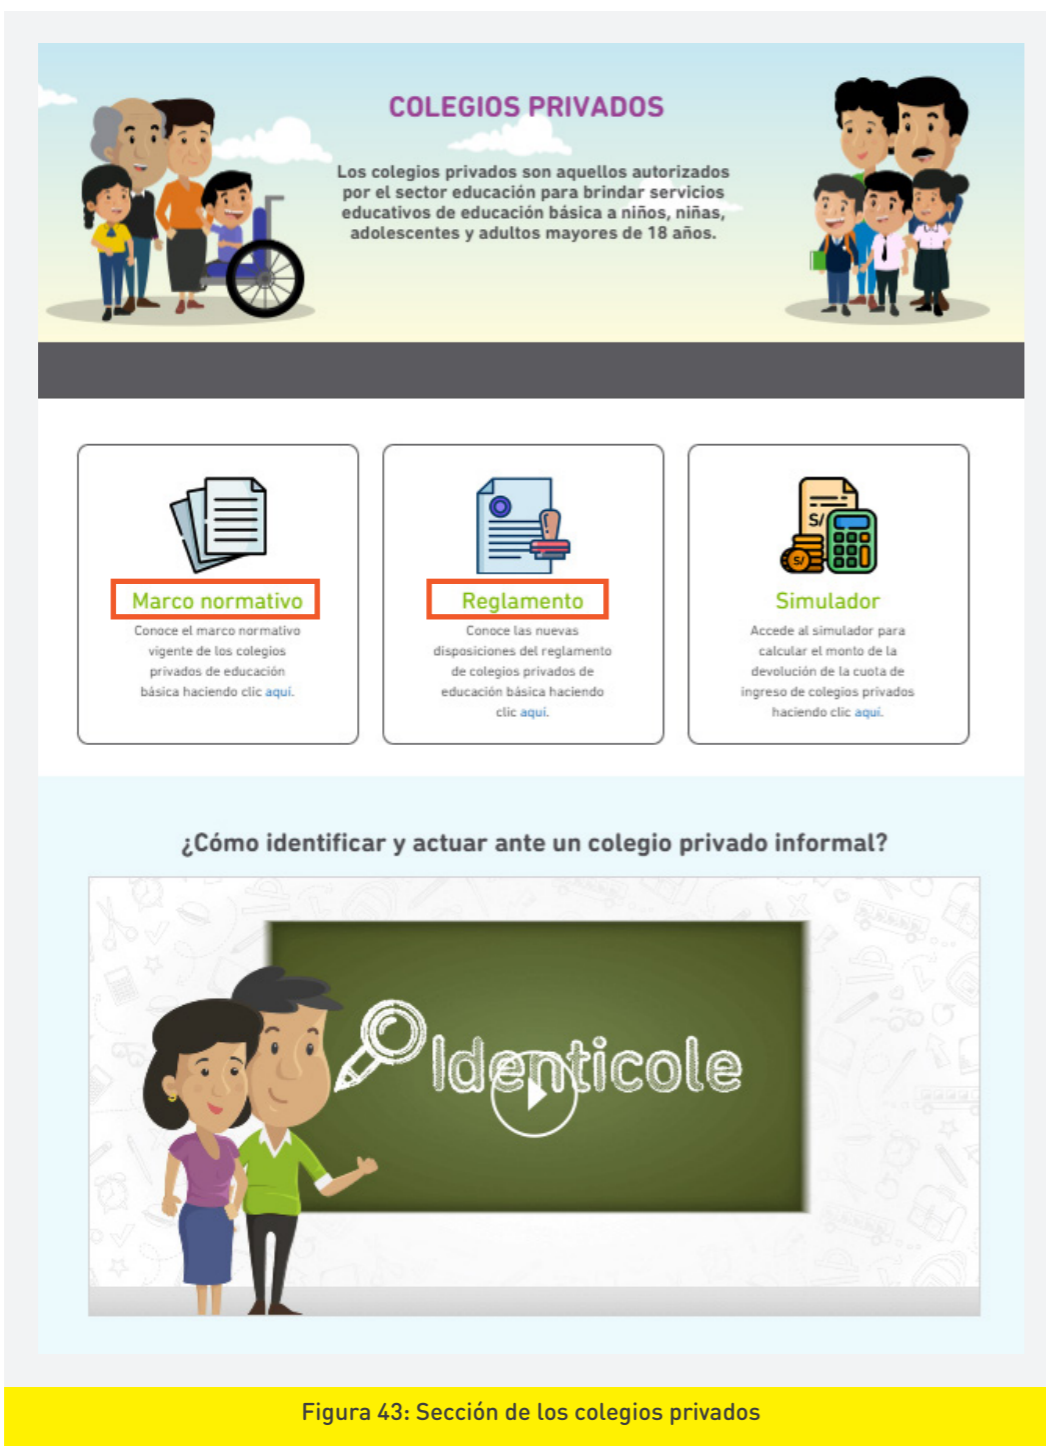 COLEGIOS PRIVADOS
Los colegios privados son aquellos autorizados
por el sector educación para brindar servicios
educativos de educación básica a niños, niñas,
adolescentes y adultos mayores de 18 años.
S/
S/
Marco normativo
Conoce el marco normativo
vigente de los colegios
privados de educación
básica haciendo clic aquí.
Reglamento
Conoce las nuevas
disposiciones del reglamento
de colegios privados de
educación básica haciendo
clic aquí.
Simulador
Accede al simulador para
calcular el monto de la
devolución de la cuota de
ingreso de colegios privados
haciendo clic aquí.
¿Cómo identificar y actuar ante un colegio privado informal?
Identicole
Figura 43: Sección de los colegios privados